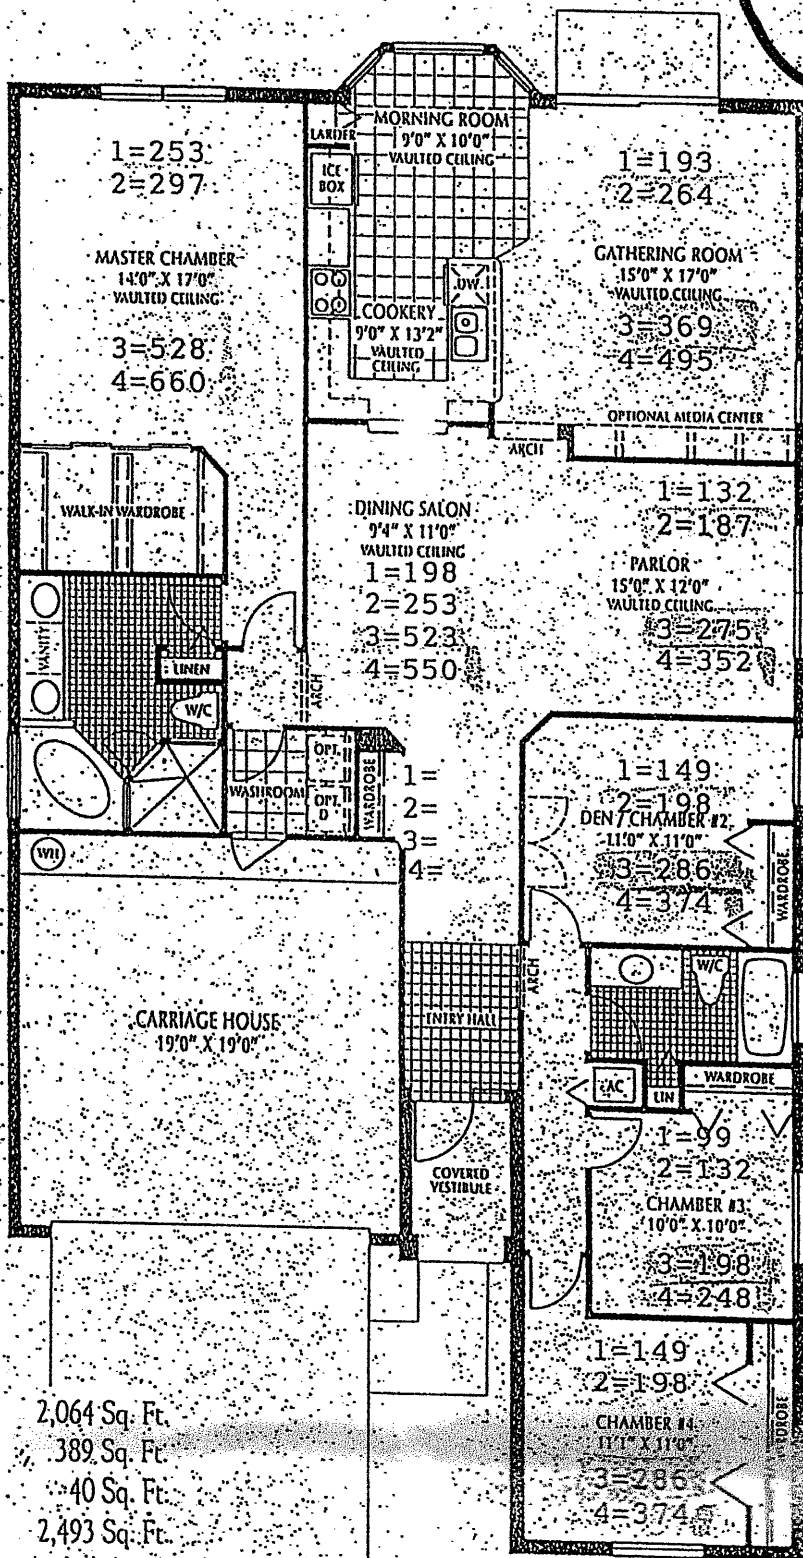 MORNING ROOM
9'0" X 10'0"
VAULTED CEILING
LARDER
ICE
BOX
1=253
2=297
MASTER CHAMBER
14'0" X 17'0"
VAULTED CEILING
3=528
4=660
1=193
2=264
GATHERING ROOM
15'0" X 17'0"
VAULTED CEILING
3=369
4=495
DW
COOKERY
9'0" X 13'2"
VAULTED
CEILING
OPTIONAL MEDIA CENTER
ARCH
WALK-IN WARDROBE
DINING SALON
9'4" X 11'0"
VAULTED CEILING
1=198
2=253
3=523
4=550
1=132
2=187
PARLOR
15'0" X 12'0"
VAULTED CEILING
3=275
4=352
VANITY
LINEN
W/C
ARCH
WASHROOM
OPT.
OPT.
D
WARDROBE
1=
2=
3=
4=
1=149
2=198
DEN / CHAMBER #2
11'0" X 11'0"
3=286
4=374
WARDROBE
WH
CARRIAGE HOUSE
19'0" X 19'0"
ENTRY HALL
ARCH
W/C
AC
LIN
WARDROBE
COVERED
VESTIBULE
1=99
2=132
CHAMBER #3
10'0" X 10'0"
3=198
4=248
1=149
2=198
CHAMBER #4
11'1" X 11'0"
3=286
4=374
WARDROBE
2,064 Sq. Ft.
389 Sq. Ft.
40 Sq. Ft.
2,493 Sq. Ft.